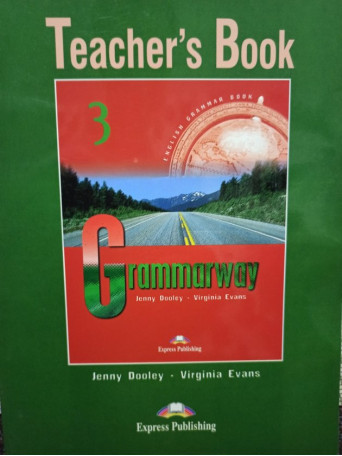 Teacher's Book
3
ENGLISH GRAMMAR BOOK
Grammarway
Jenny Dooley - Virginia Evans
Express Publishing
Jenny Dooley - Virginia Evans
Express Publishing